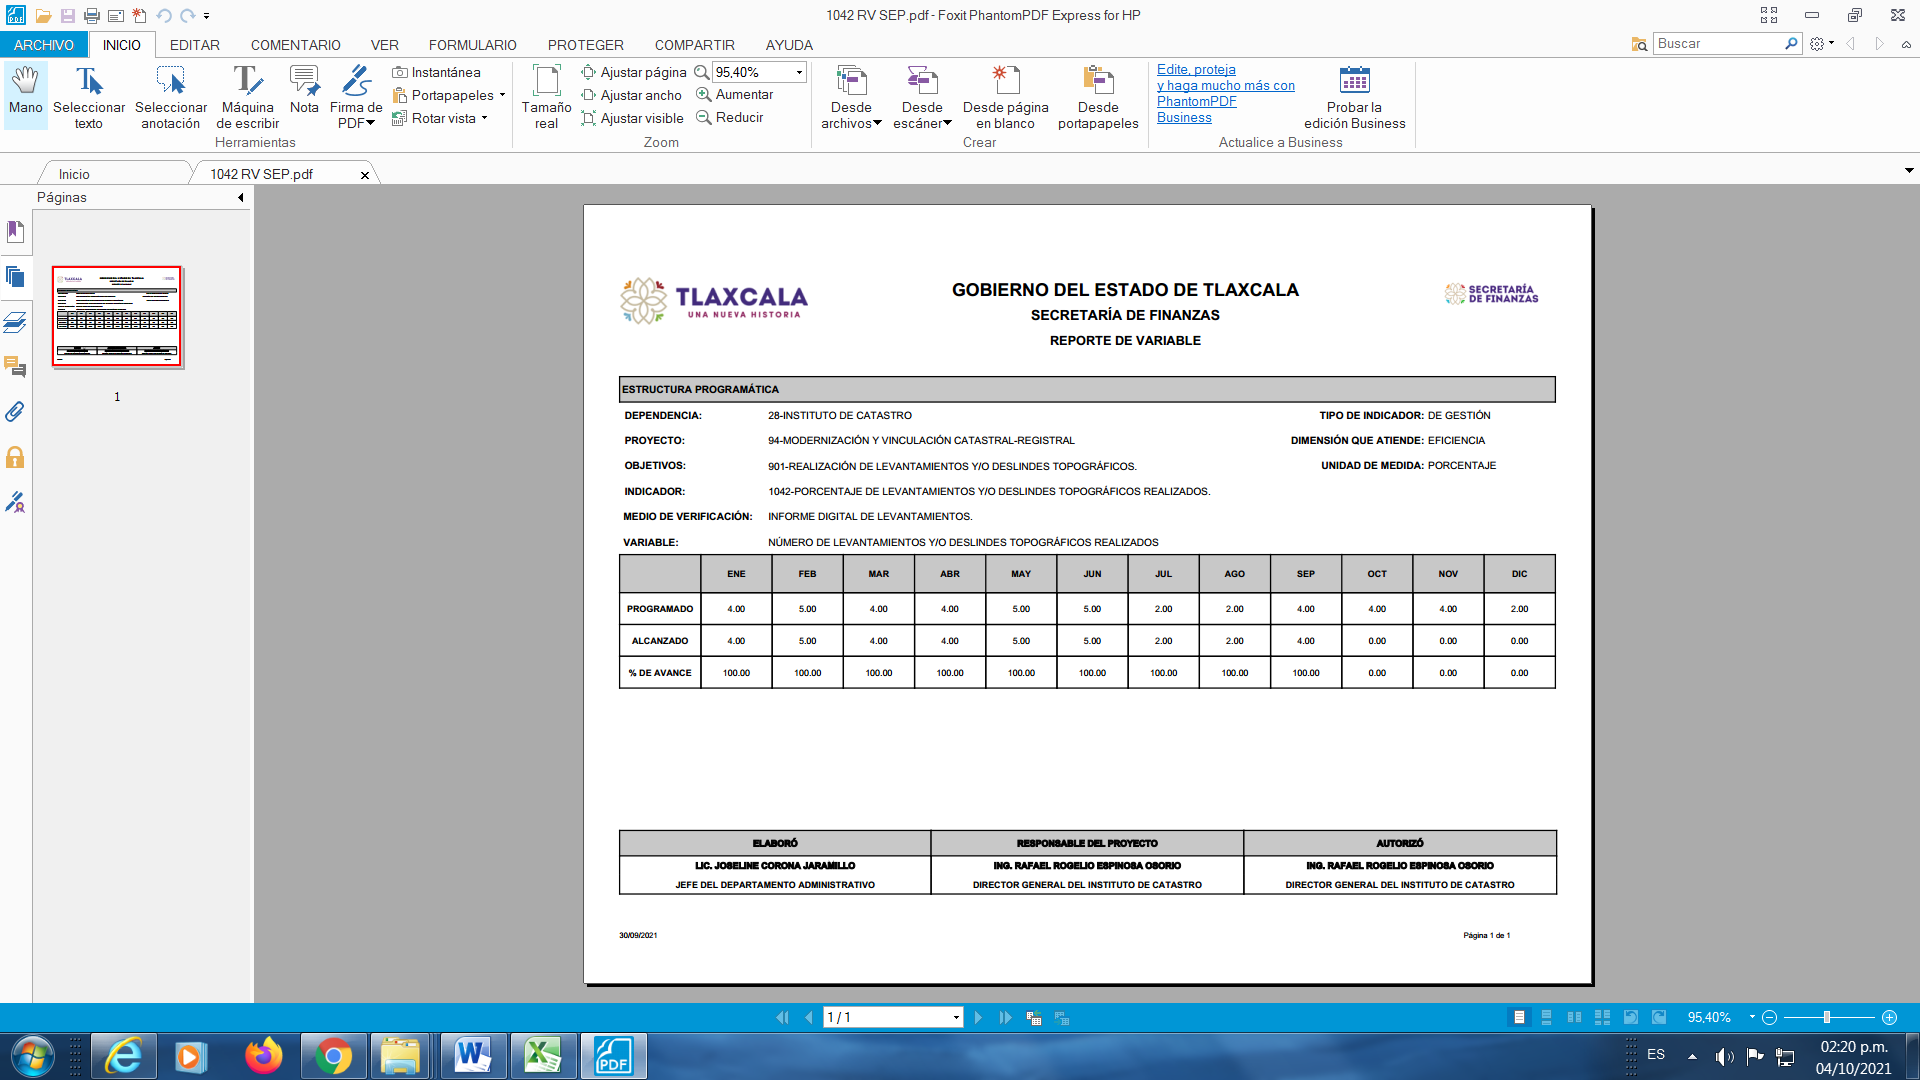 1042 RV SEP.pdf - Foxit PhantomPDF Express for HP
ARCHIVO INICIO EDITAR COMENTARIO VER FORMULARIO PROTEGER COMPARTIR AYUDA
Buscar
Mano
Seleccionar texto
Seleccionar anotación
Máquina de escribir
Nota
Firma de PDF
Instantánea
Portapapeles
Rotar vista
Herramientas
Tamaño real
Ajustar página
Ajustar ancho
Ajustar visible
95,40%
Aumentar
Reducir
Zoom
Desde archivos
Desde escáner
Desde página en blanco
Desde portapapeles
Crear
Edite, proteja
y haga mucho más con
PhantomPDF
Business
Probar la edición Business
Actualice a Business
Inicio
1042 RV SEP.pdf
Páginas
1
TLAXCALA
UNA NUEVA HISTORIA
GOBIERNO DEL ESTADO DE TLAXCALA
SECRETARÍA DE FINANZAS
REPORTE DE VARIABLE
SECRETARÍA
DE FINANZAS
ESTRUCTURA PROGRAMÁTICA
DEPENDENCIA: 28-INSTITUTO DE CATASTRO TIPO DE INDICADOR: DE GESTIÓN
PROYECTO: 94-MODERNIZACIÓN Y VINCULACIÓN CATASTRAL-REGISTRAL DIMENSIÓN QUE ATIENDE: EFICIENCIA
OBJETIVOS: 901-REALIZACIÓN DE LEVANTAMIENTOS Y/O DESLINDES TOPOGRÁFICOS. UNIDAD DE MEDIDA: PORCENTAJE
INDICADOR: 1042-PORCENTAJE DE LEVANTAMIENTOS Y/O DESLINDES TOPOGRÁFICOS REALIZADOS.
MEDIO DE VERIFICACIÓN: INFORME DIGITAL DE LEVANTAMIENTOS.
VARIABLE: NÚMERO DE LEVANTAMIENTOS Y/O DESLINDES TOPOGRÁFICOS REALIZADOS
ENE FEB MAR ABR MAY JUN JUL AGO SEP OCT NOV DIC
PROGRAMADO 4.00 5.00 4.00 4.00 5.00 5.00 2.00 2.00 4.00 4.00 4.00 2.00
ALCANZADO 4.00 5.00 4.00 4.00 5.00 5.00 2.00 2.00 4.00 0.00 0.00 0.00
% DE AVANCE 100.00 100.00 100.00 100.00 100.00 100.00 100.00 100.00 100.00 0.00 0.00 0.00
ELABORÓ RESPONSABLE DEL PROYECTO AUTORIZÓ
LIC. JOSELINE CORONA JARAMILLO ING. RAFAEL ROGELIO ESPINOSA OSORIO ING. RAFAEL ROGELIO ESPINOSA OSORIO
JEFE DEL DEPARTAMENTO ADMINISTRATIVO DIRECTOR GENERAL DEL INSTITUTO DE CATASTRO DIRECTOR GENERAL DEL INSTITUTO DE CATASTRO
30/09/2021 Página 1 de 1
1 / 1
95,40%
ES
02:20 p.m.
04/10/2021
PDF